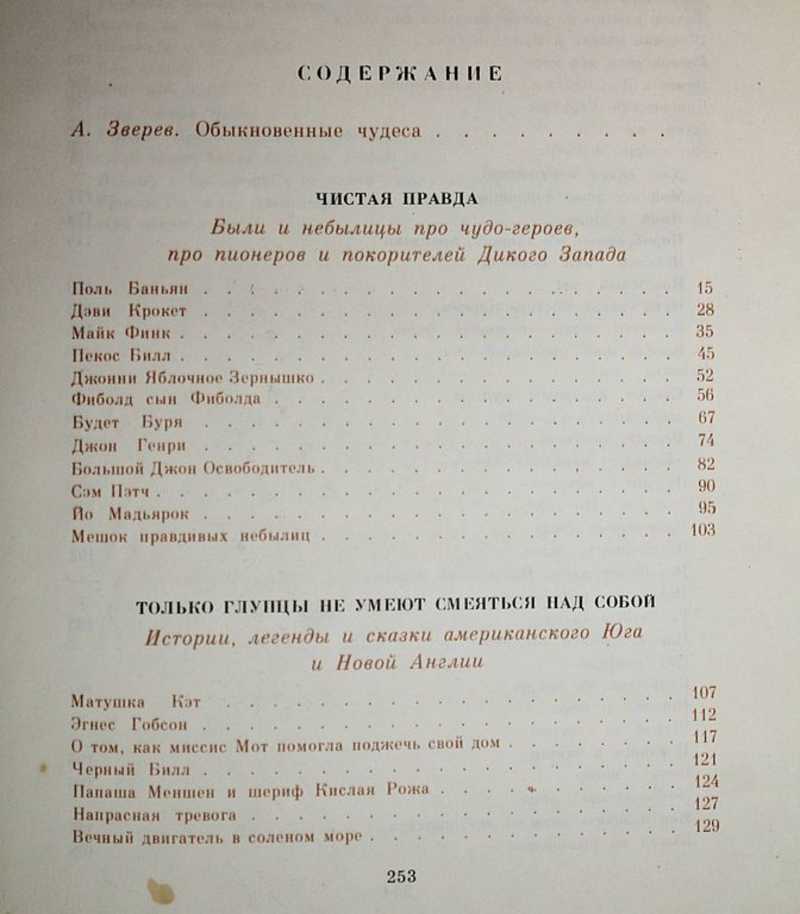 СОДЕРЖАНИЕ
А. Зверев. Обыкновенные чудеса . . . . . . . . .
ЧИСТАЯ ПРАВДА
Были и небылицы про чудо-героев,
про пионеров и покорителей Дикого Запада
Поль Баньян . . . . . . . . . . . . . . . . . 15
Дэви Крокет . . . . . . . . . . . . . . . . . 28
Майк Финк . . . . . . . . . . . . . . . . . . 35
Пекос Билл . . . . . . . . . . . . . . . . . . 45
Джонни Яблочное Зернышко . . . . . . . . . . . . 52
Фиболд сын Фиболда . . . . . . . . . . . . . . 56
Будет Буря . . . . . . . . . . . . . . . . . 67
Джон Генри . . . . . . . . . . . . . . . . . 74
Большой Джон Освободитель . . . . . . . . . . . . 82
Сэм Пэтч . . . . . . . . . . . . . . . . . . . 90
Йо Мадьярок . . . . . . . . . . . . . . . . . 95
Мешок правдивых небылиц . . . . . . . . . . . . 103
ТОЛЬКО ГЛУПЦЫ НЕ УМЕЮТ СМЕЯТЬСЯ НАД СОБОЙ
Истории, легенды и сказки американского Юга
и Новой Англии
Матушка Кэт . . . . . . . . . . . . . . . . 107
Эгнес Гобсон . . . . . . . . . . . . . . . . . 112
О том, как миссис Мот помогла поджечь свой дом . . . . . 117
Черный Билл . . . . . . . . . . . . . . . . . 121
Папаша Меншен и шериф Кислая Рожа . . . . . . . . 124
Напрасная тревога . . . . . . . . . . . . . . . 127
Вечный двигатель в соленом море . . . . . . . . . . 129
253